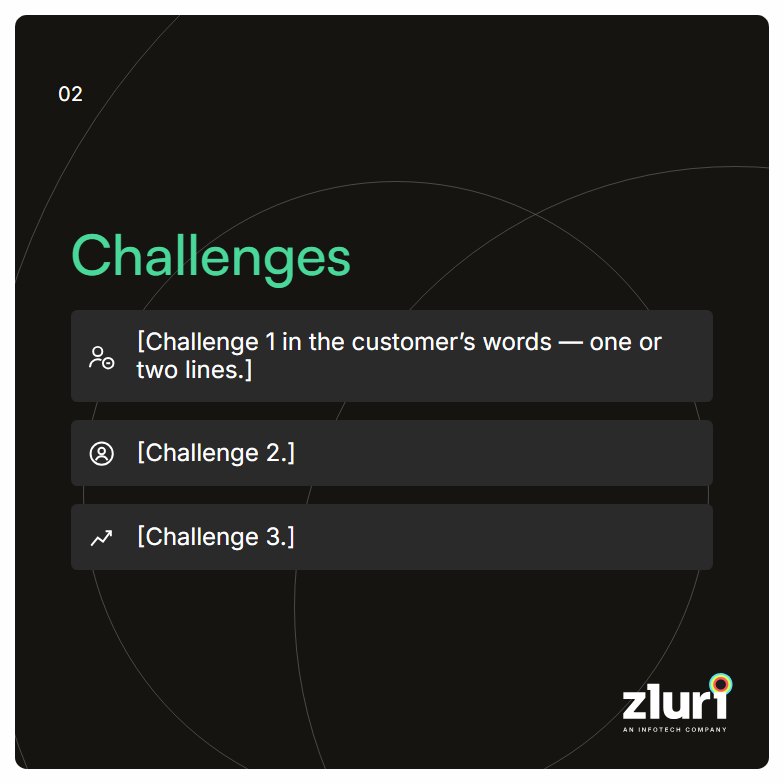 02
Challenges
[Challenge 1 in the customer’s words — one or
two lines.]
[Challenge 2.]
[Challenge 3.]
zluri
AN INFOTECH COMPANY